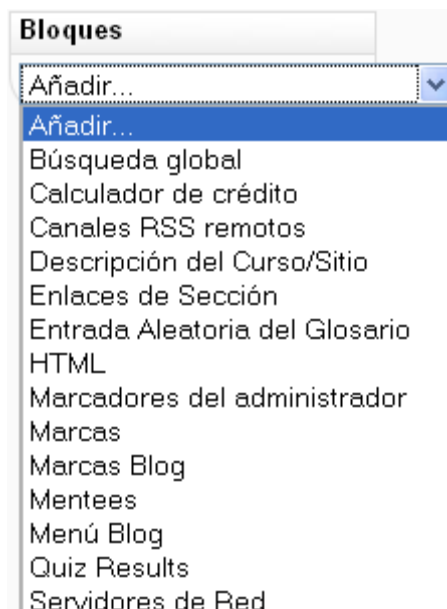 Bloques
Añadir...
Añadir...
Búsqueda global
Calculador de crédito
Canales RSS remotos
Descripción del Curso/Sitio
Enlaces de Sección
Entrada Aleatoria del Glosario
HTML
Marcadores del administrador
Marcas
Marcas Blog
Mentees
Menú Blog
Quiz Results
Servidores de Red